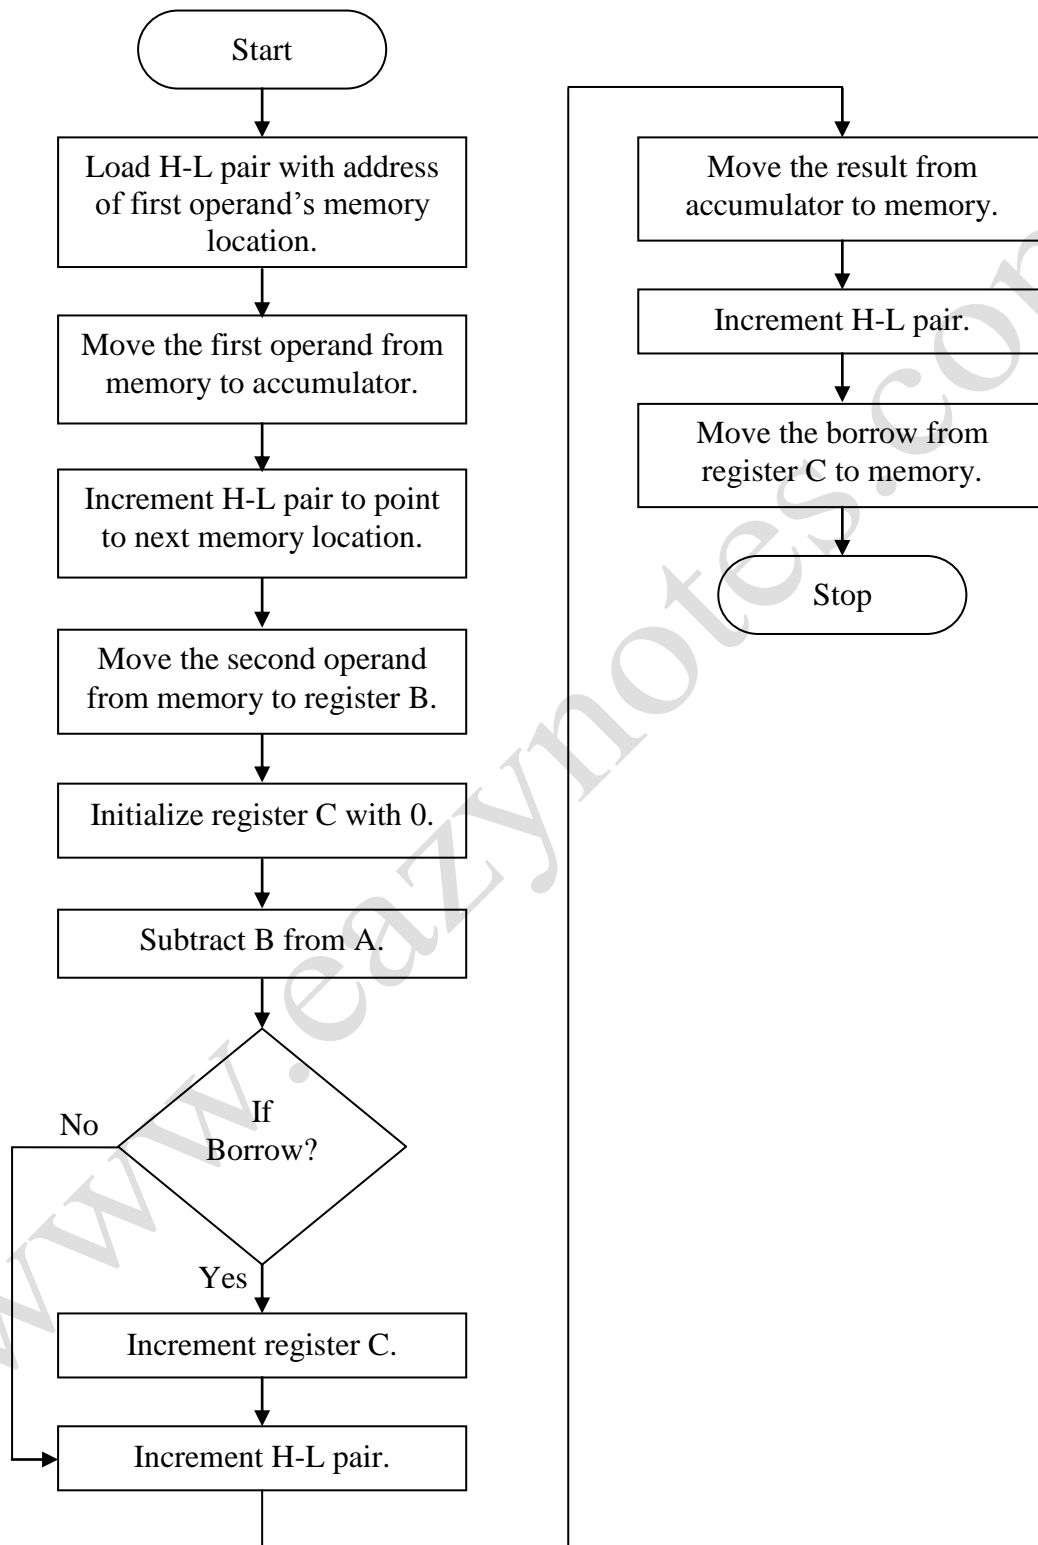 Start
Load H-L pair with address
of first operand’s memory
location.
Move the first operand from
memory to accumulator.
Increment H-L pair to point
to next memory location.
Move the second operand
from memory to register B.
Initialize register C with 0.
Subtract B from A.
If
Borrow?
No
Yes
Increment register C.
Increment H-L pair.
Move the result from
accumulator to memory.
Increment H-L pair.
Move the borrow from
register C to memory.
Stop
www.eazynotes.com